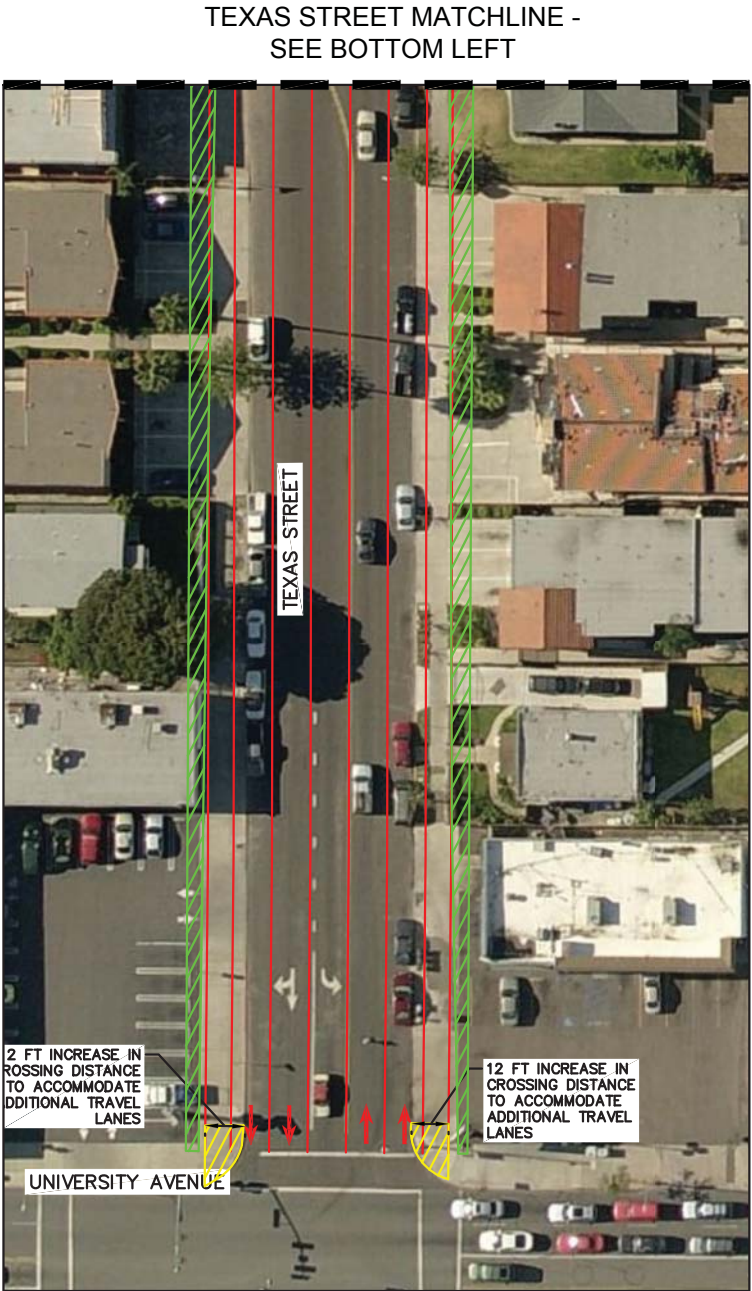 TEXAS STREET MATCHLINE -
SEE BOTTOM LEFT
TEXAS STREET
2 FT INCREASE IN
ROSSING DISTANCE
TO ACCOMMODATE
DDITIONAL TRAVEL
LANES
12 FT INCREASE IN
CROSSING DISTANCE
TO ACCOMMODATE
ADDITIONAL TRAVEL
LANES
UNIVERSITY AVENUE